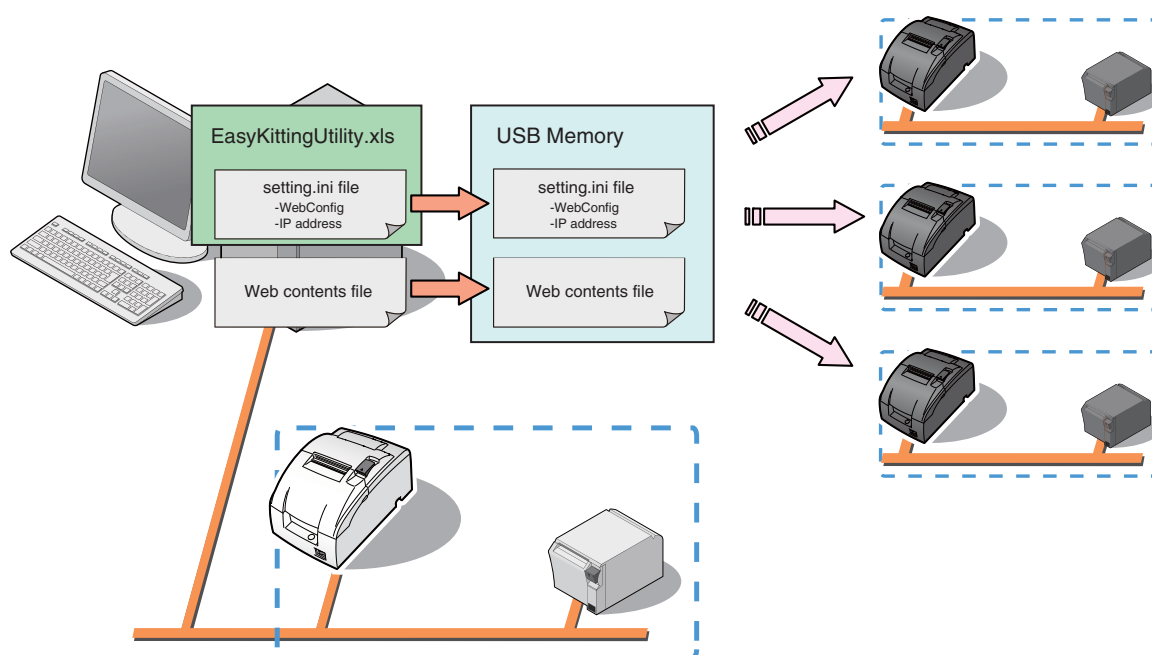 EasyKittingUtility.xls
setting.ini file
-WebConfig
-IP address
Web contents file
USB Memory
setting.ini file
-WebConfig
-IP address
Web contents file